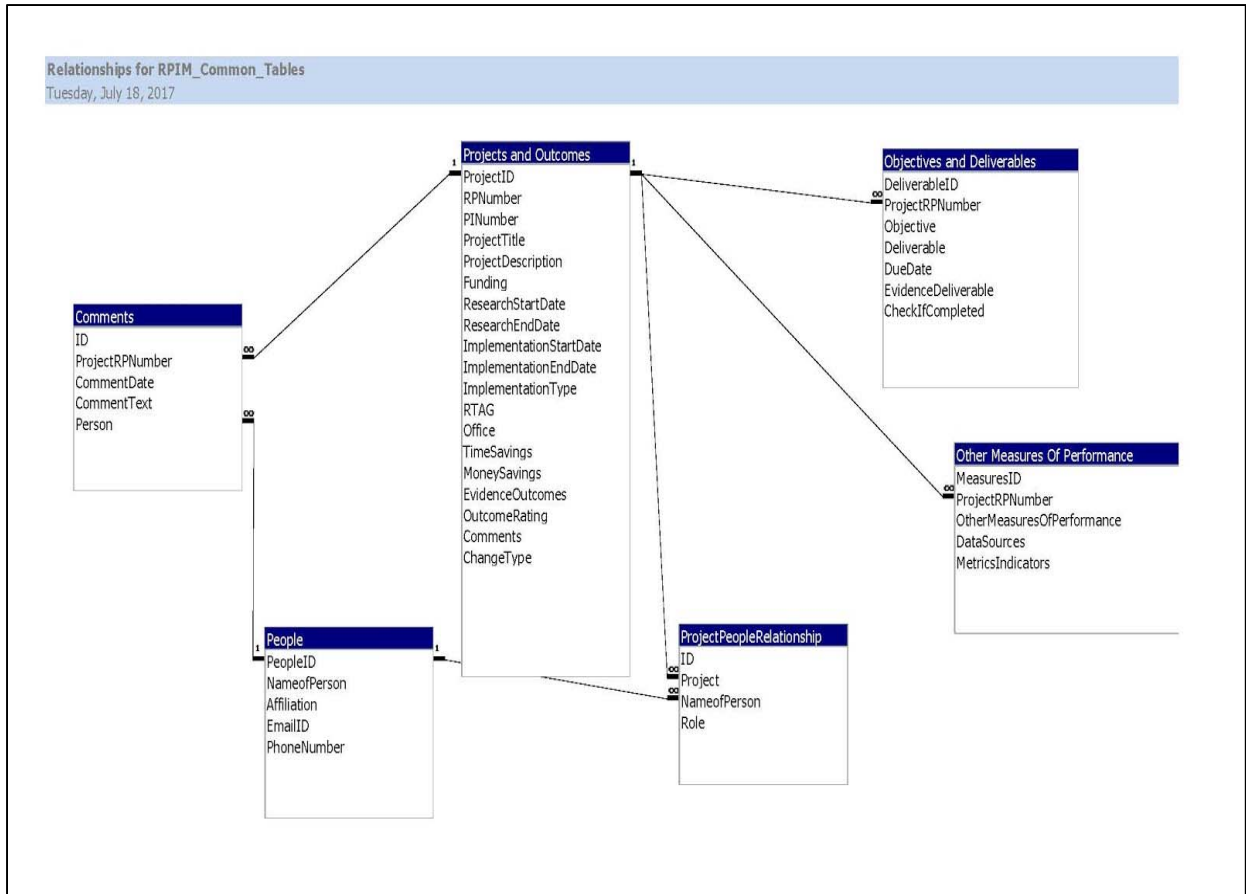 Relationships for RPIM_Common_Tables
Tuesday, July 18, 2017
Projects and Outcomes
ProjectID
RPNumber
PINumber
ProjectTitle
ProjectDescription
Funding
ResearchStartDate
ResearchEndDate
ImplementationStartDate
ImplementationEndDate
ImplementationType
RTAG
Office
TimeSavings
MoneySavings
EvidenceOutcomes
OutcomeRating
Comments
ChangeType
1
1
Objectives and Deliverables
DeliverableID
ProjectRPNumber
Objective
Deliverable
DueDate
EvidenceDeliverable
CheckIfCompleted
∞
Comments
ID
ProjectRPNumber
CommentDate
CommentText
Person
∞
∞
Other Measures Of Performance
MeasuresID
ProjectRPNumber
OtherMeasuresOfPerformance
DataSources
MetricsIndicators
∞
People
PeopleID
NameofPerson
Affiliation
EmailID
PhoneNumber
1
1
ProjectPeopleRelationship
ID
Project
NameofPerson
Role
∞
∞